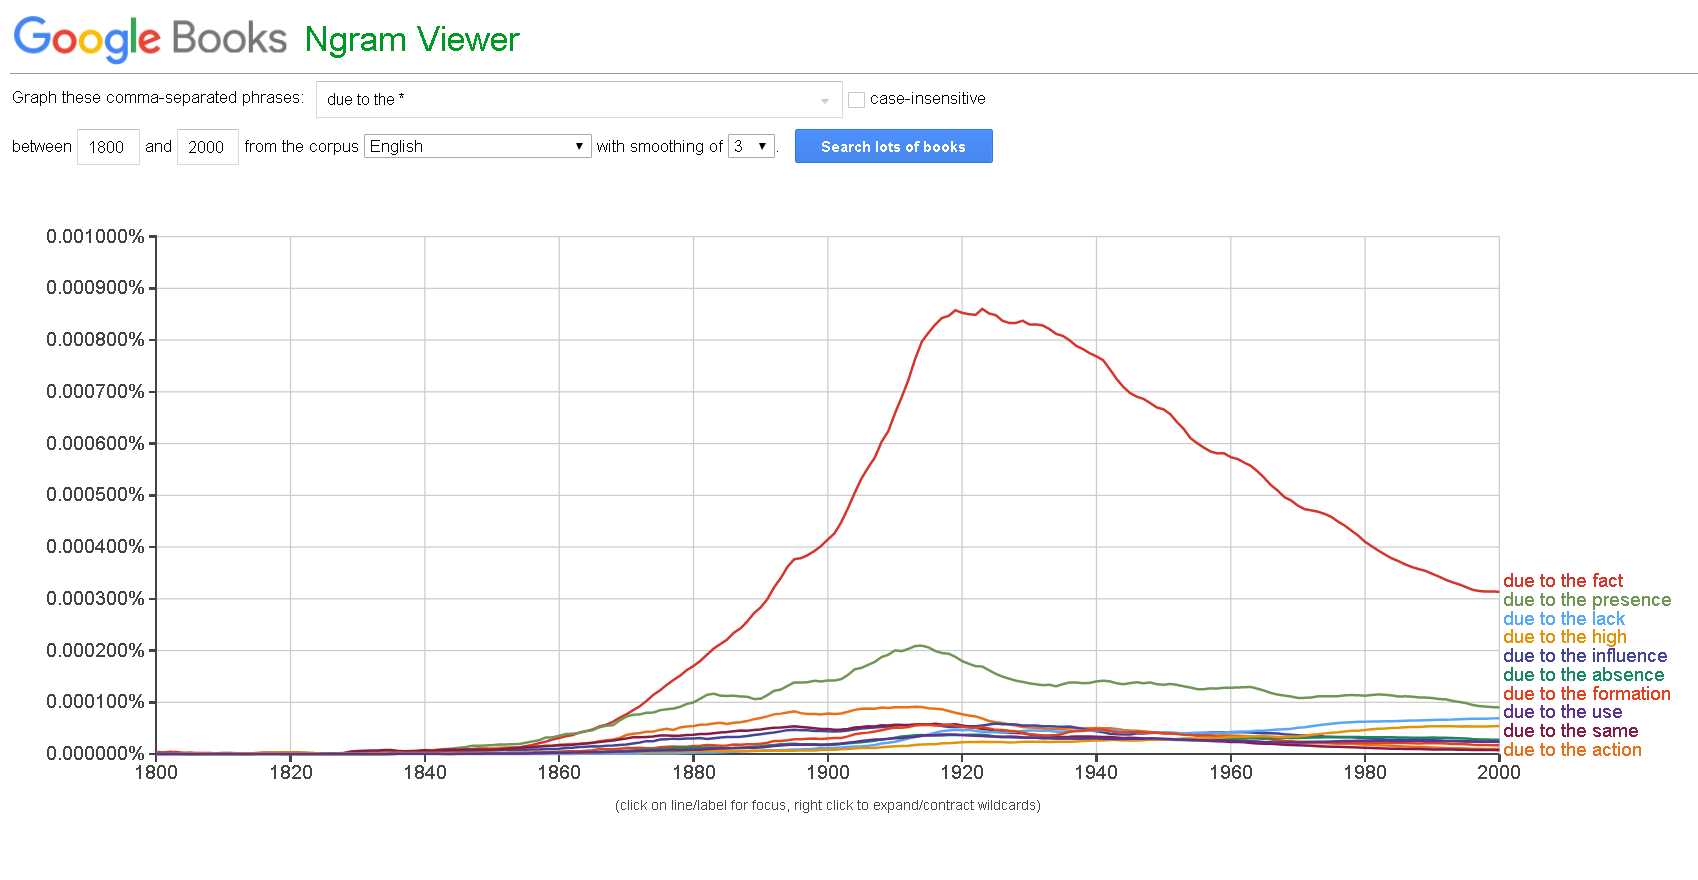 Google Books Ngram Viewer
Graph these comma-separated phrases: due to the * case-insensitive
between 1800 and 2000 from the corpus English with smoothing of 3. Search lots of books
0.001000%
0.000900%
0.000800%
0.000700%
0.000600%
0.000500%
0.000400%
0.000300%
0.000200%
0.000100%
0.000000%
due to the fact
due to the presence
due to the lack
due to the high
due to the influence
due to the absence
due to the formation
due to the use
due to the same
due to the action
1800 1820 1840 1860 1880 1900 1920 1940 1960 1980 2000
(click on line/label for focus, right click to expand/contract wildcards)